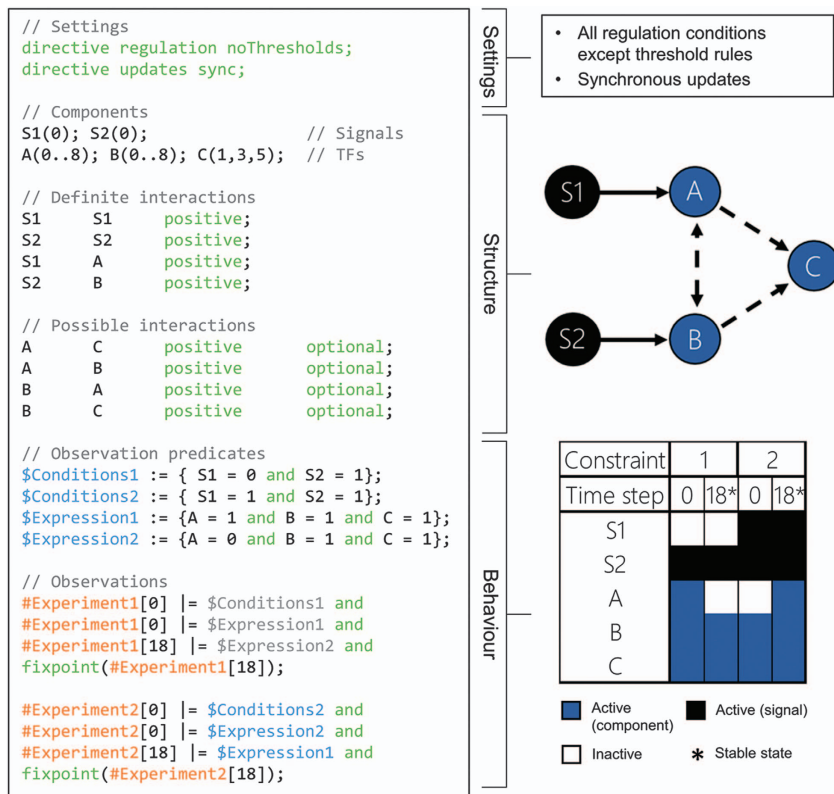 // Settings
directive regulation noThresholds;
directive updates sync;
// Components
S1(0); S2(0); // Signals
A(0..8); B(0..8); C(1,3,5); // TFs
// Definite interactions
S1 S1 positive;
S2 S2 positive;
S1 A positive;
S2 B positive;
// Possible interactions
A C positive optional;
A B positive optional;
B A positive optional;
B C positive optional;
// Observation predicates
$Conditions1 := { S1 = 0 and S2 = 1};
$Conditions2 := { S1 = 1 and S2 = 1};
$Expression1 := {A = 1 and B = 1 and C = 1};
$Expression2 := {A = 0 and B = 1 and C = 1};
// Observations
#Experiment1[0] |= $Conditions1 and
#Experiment1[0] |= $Expression1 and
#Experiment1[18] |= $Expression2 and
fixpoint(#Experiment1[18]);
#Experiment2[0] |= $Conditions2 and
#Experiment2[0] |= $Expression2 and
#Experiment2[18] |= $Expression1 and
fixpoint(#Experiment2[18]);
Settings
• All regulation conditions
except threshold rules
• Synchronous updates
Structure
S1
A
C
S2
B
Behaviour
Constraint 1 2
Time step 0 18* 0 18*
S1
S2
A
B
C
Active
(component)
Active (signal)
Inactive
* Stable state